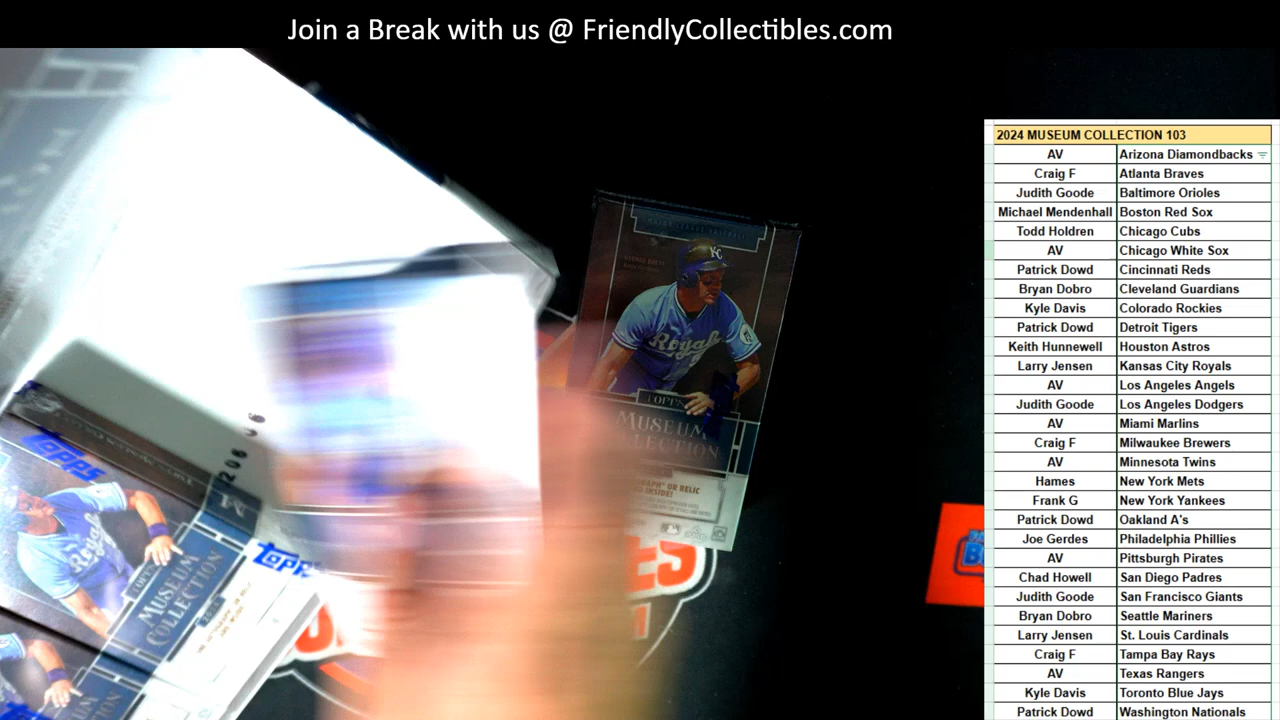 Join a Break with us @ FriendlyCollectibles.com
2024 MUSEUM COLLECTION 103
AV Arizona Diamondbacks
Craig F Atlanta Braves
Judith Goode Baltimore Orioles
Michael Mendenhall Boston Red Sox
Todd Holdren Chicago Cubs
AV Chicago White Sox
Patrick Dowd Cincinnati Reds
Bryan Dobro Cleveland Guardians
Kyle Davis Colorado Rockies
Patrick Dowd Detroit Tigers
Keith Hunnewell Houston Astros
Larry Jensen Kansas City Royals
AV Los Angeles Angels
Judith Goode Los Angeles Dodgers
AV Miami Marlins
Craig F Milwaukee Brewers
AV Minnesota Twins
Hames New York Mets
Frank G New York Yankees
Patrick Dowd Oakland A's
Joe Gerdes Philadelphia Phillies
AV Pittsburgh Pirates
Chad Howell San Diego Padres
Judith Goode San Francisco Giants
Bryan Dobro Seattle Mariners
Larry Jensen St. Louis Cardinals
Craig F Tampa Bay Rays
AV Texas Rangers
Kyle Davis Toronto Blue Jays
Patrick Dowd Washington Nationals
KC
Royals
TOPPS
MUSEUM
COLLECTION
OR RELIC
INSIDE!
TOPPS
Royals
TOPPS
MUSEUM
COLLECTION
TOPPS